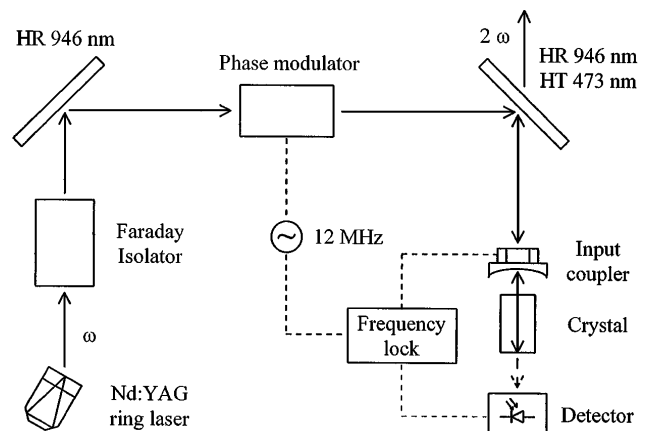 HR 946 nm
Phase modulator
2 ω
HR 946 nm
HT 473 nm
Faraday
Isolator
12 MHz
Input
coupler
Frequency
lock
Crystal
ω
Nd:YAG
ring laser
Detector